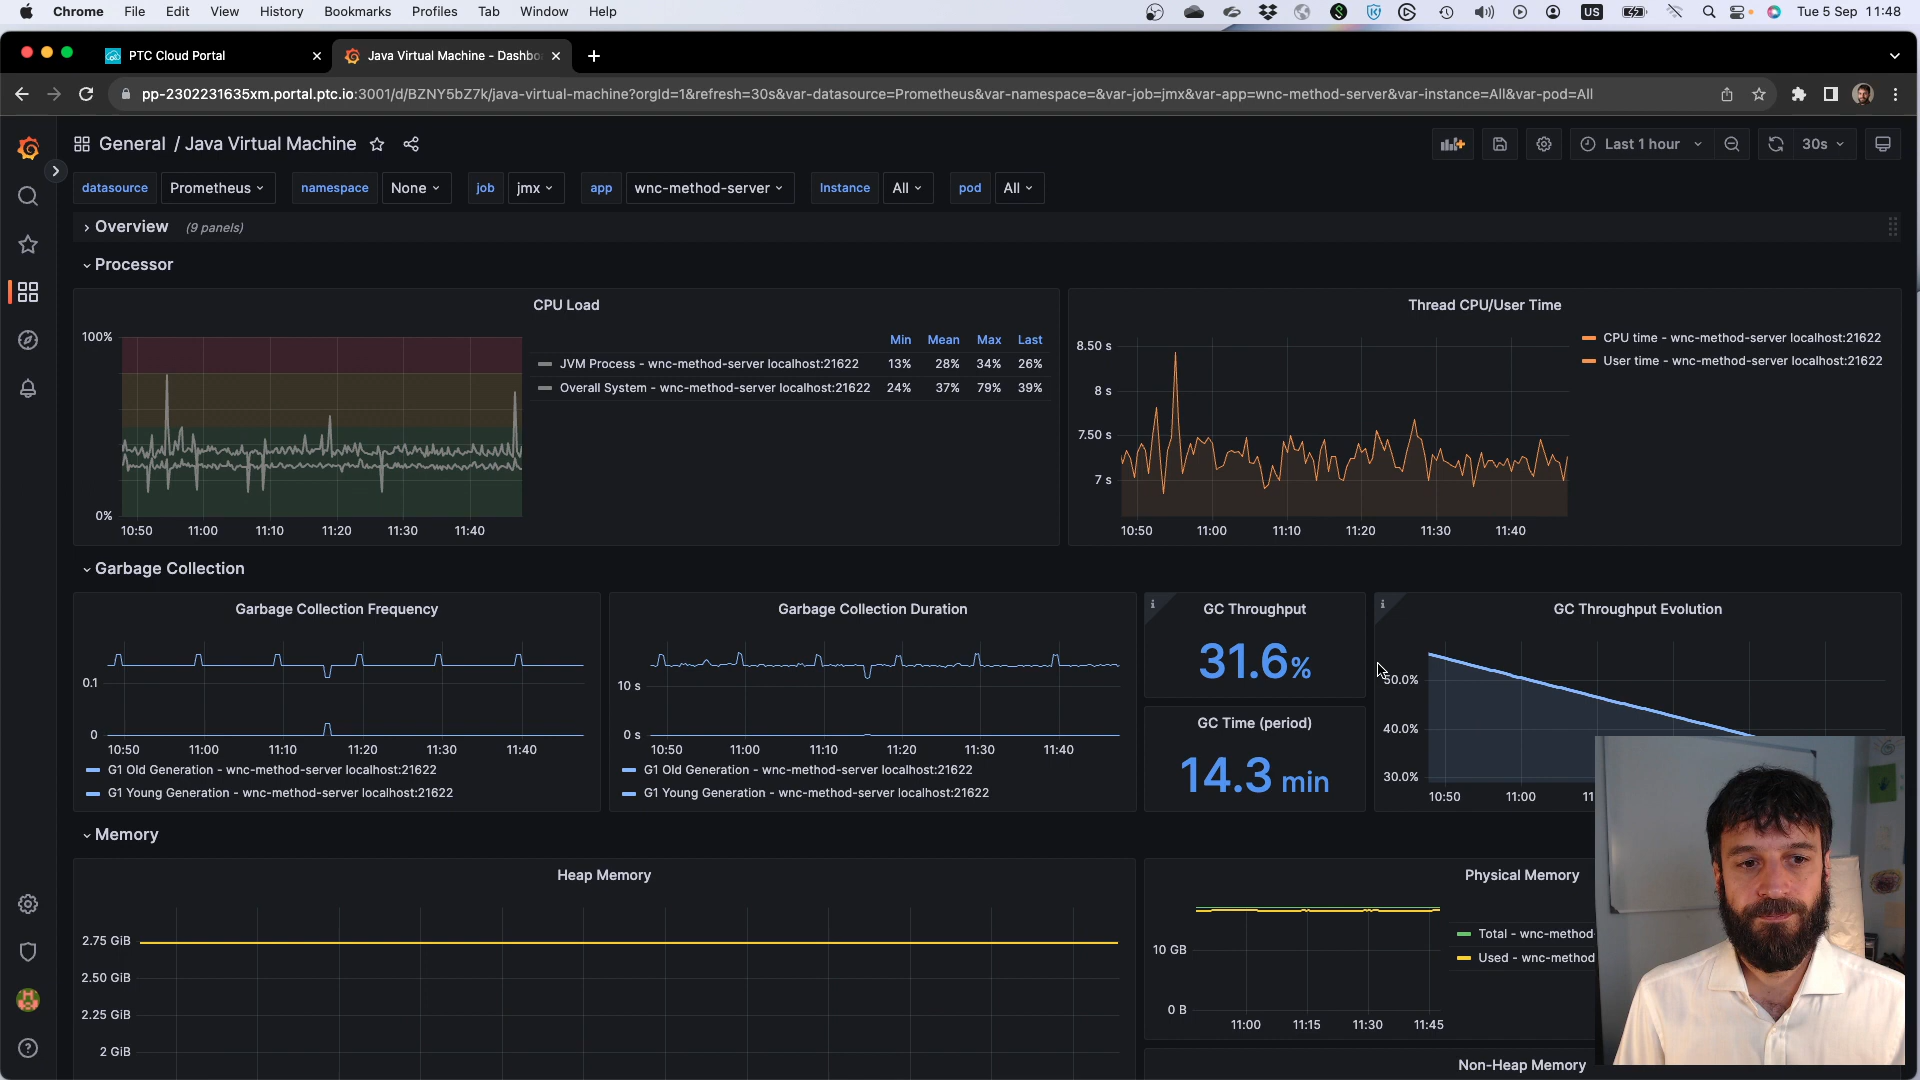 Chrome File Edit View History Bookmarks Profiles Tab Window Help
US
Tue 5 Sep 11:48
PTC Cloud Portal
Java Virtual Machine - Dashbo
pp-2302231635xm.portal.ptc.io:3001/d/BZNY5bZ7k/java-virtual-machine?orgId=1&refresh=30s&var-datasource=Prometheus&var-namespace=&var-job=jmx&var-app=wnc-method-server&var-instance=All&var-pod=All
General / Java Virtual Machine
Last 1 hour
30s
datasource Prometheus namespace None job jmx app wnc-method-server Instance All pod All
Overview (9 panels)
Processor
CPU Load
100%
0%
10:50 11:00 11:10 11:20 11:30 11:40
Min Mean Max Last
JVM Process - wnc-method-server localhost:21622 13% 28% 34% 26%
Overall System - wnc-method-server localhost:21622 24% 37% 79% 39%
Thread CPU/User Time
8.50 s
8 s
7.50 s
7 s
10:50 11:00 11:10 11:20 11:30 11:40
CPU time - wnc-method-server localhost:21622
User time - wnc-method-server localhost:21622
Garbage Collection
Garbage Collection Frequency
0.1
0
10:50 11:00 11:10 11:20 11:30 11:40
G1 Old Generation - wnc-method-server localhost:21622
G1 Young Generation - wnc-method-server localhost:21622
Garbage Collection Duration
10 s
0 s
10:50 11:00 11:10 11:20 11:30 11:40
G1 Old Generation - wnc-method-server localhost:21622
G1 Young Generation - wnc-method-server localhost:21622
GC Throughput
31.6%
GC Time (period)
14.3 min
GC Throughput Evolution
50.0%
40.0%
30.0%
10:50 11:00 11
Memory
Heap Memory
2.75 GiB
2.50 GiB
2.25 GiB
2 GiB
Physical Memory
10 GB
0 B
11:00 11:15 11:30 11:45
Total - wnc-method
Used - wnc-method
Non-Heap Memory